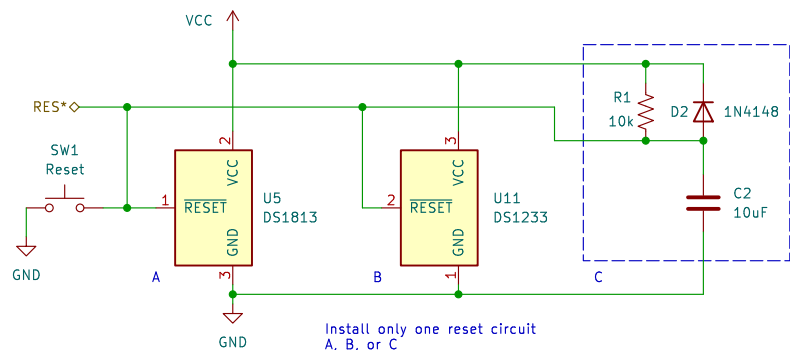 VCC
RES*
SW1
Reset
GND
1
2
VCC
RESET
GND
3
U5
DS1813
A
GND
2
3
VCC
RESET
GND
1
U11
DS1233
B
R1
10k
D2
1N4148
C2
10uF
C
Install only one reset circuit
A, B, or C